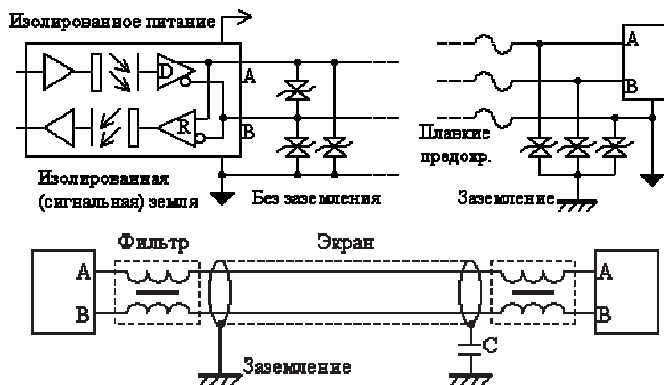 Изолированное питание
A
D
R
B
Изолированная
(сигнальная) земля
Без заземления
A
B
Плавкие
предохр.
Заземление
Фильтр
Экран
A
B
A
B
C
Заземление